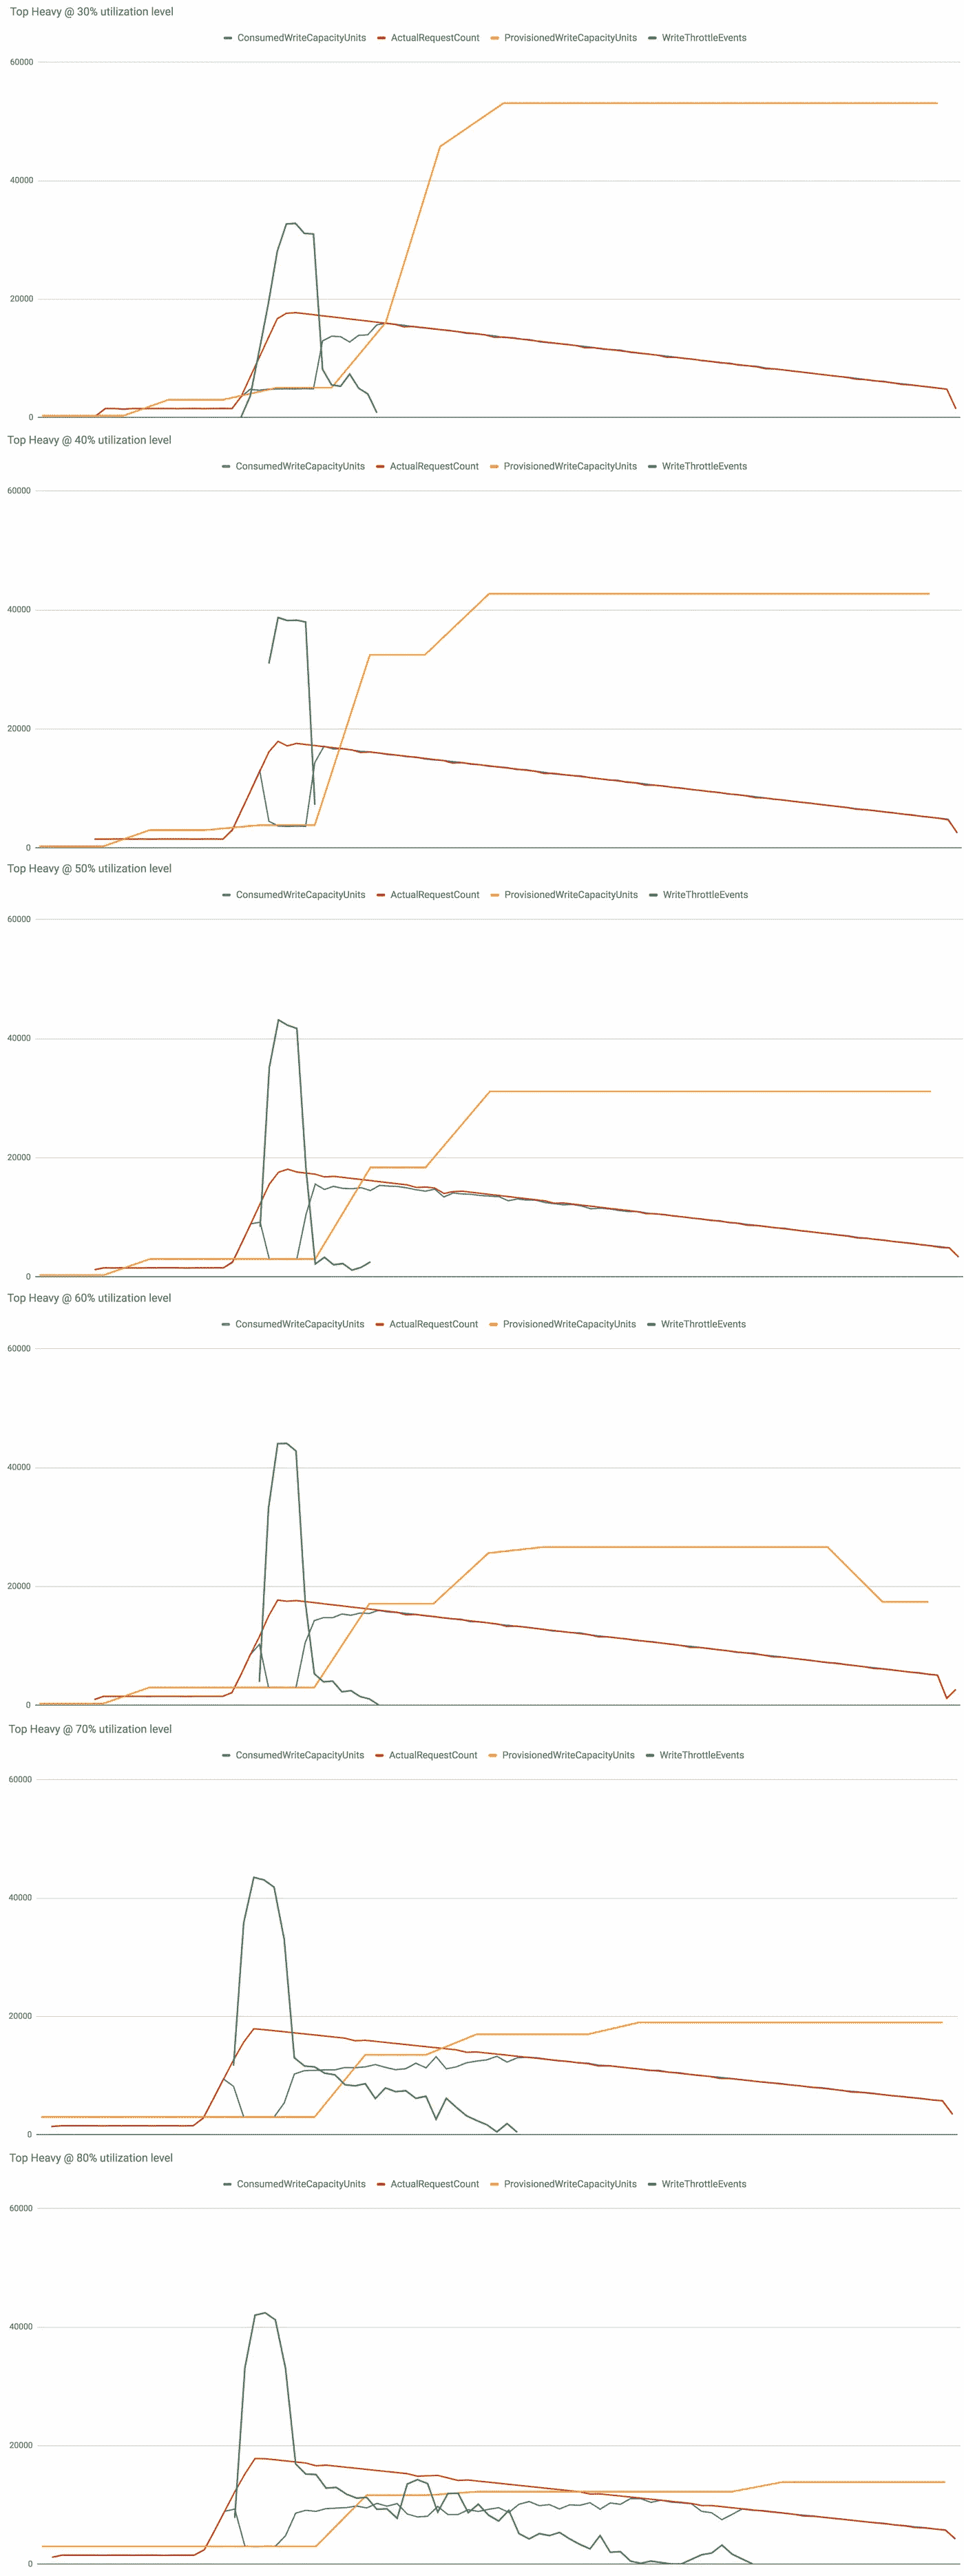 Top Heavy @ 30% utilization level
ConsumedWriteCapacityUnits ActualRequestCount ProvisionedWriteCapacityUnits WriteThrottleEvents
60000
40000
20000
0
Top Heavy @ 40% utilization level
ConsumedWriteCapacityUnits ActualRequestCount ProvisionedWriteCapacityUnits WriteThrottleEvents
60000
40000
20000
0
Top Heavy @ 50% utilization level
ConsumedWriteCapacityUnits ActualRequestCount ProvisionedWriteCapacityUnits WriteThrottleEvents
60000
40000
20000
0
Top Heavy @ 60% utilization level
ConsumedWriteCapacityUnits ActualRequestCount ProvisionedWriteCapacityUnits WriteThrottleEvents
60000
40000
20000
0
Top Heavy @ 70% utilization level
ConsumedWriteCapacityUnits ActualRequestCount ProvisionedWriteCapacityUnits WriteThrottleEvents
60000
40000
20000
0
Top Heavy @ 80% utilization level
ConsumedWriteCapacityUnits ActualRequestCount ProvisionedWriteCapacityUnits WriteThrottleEvents
60000
40000
20000
0